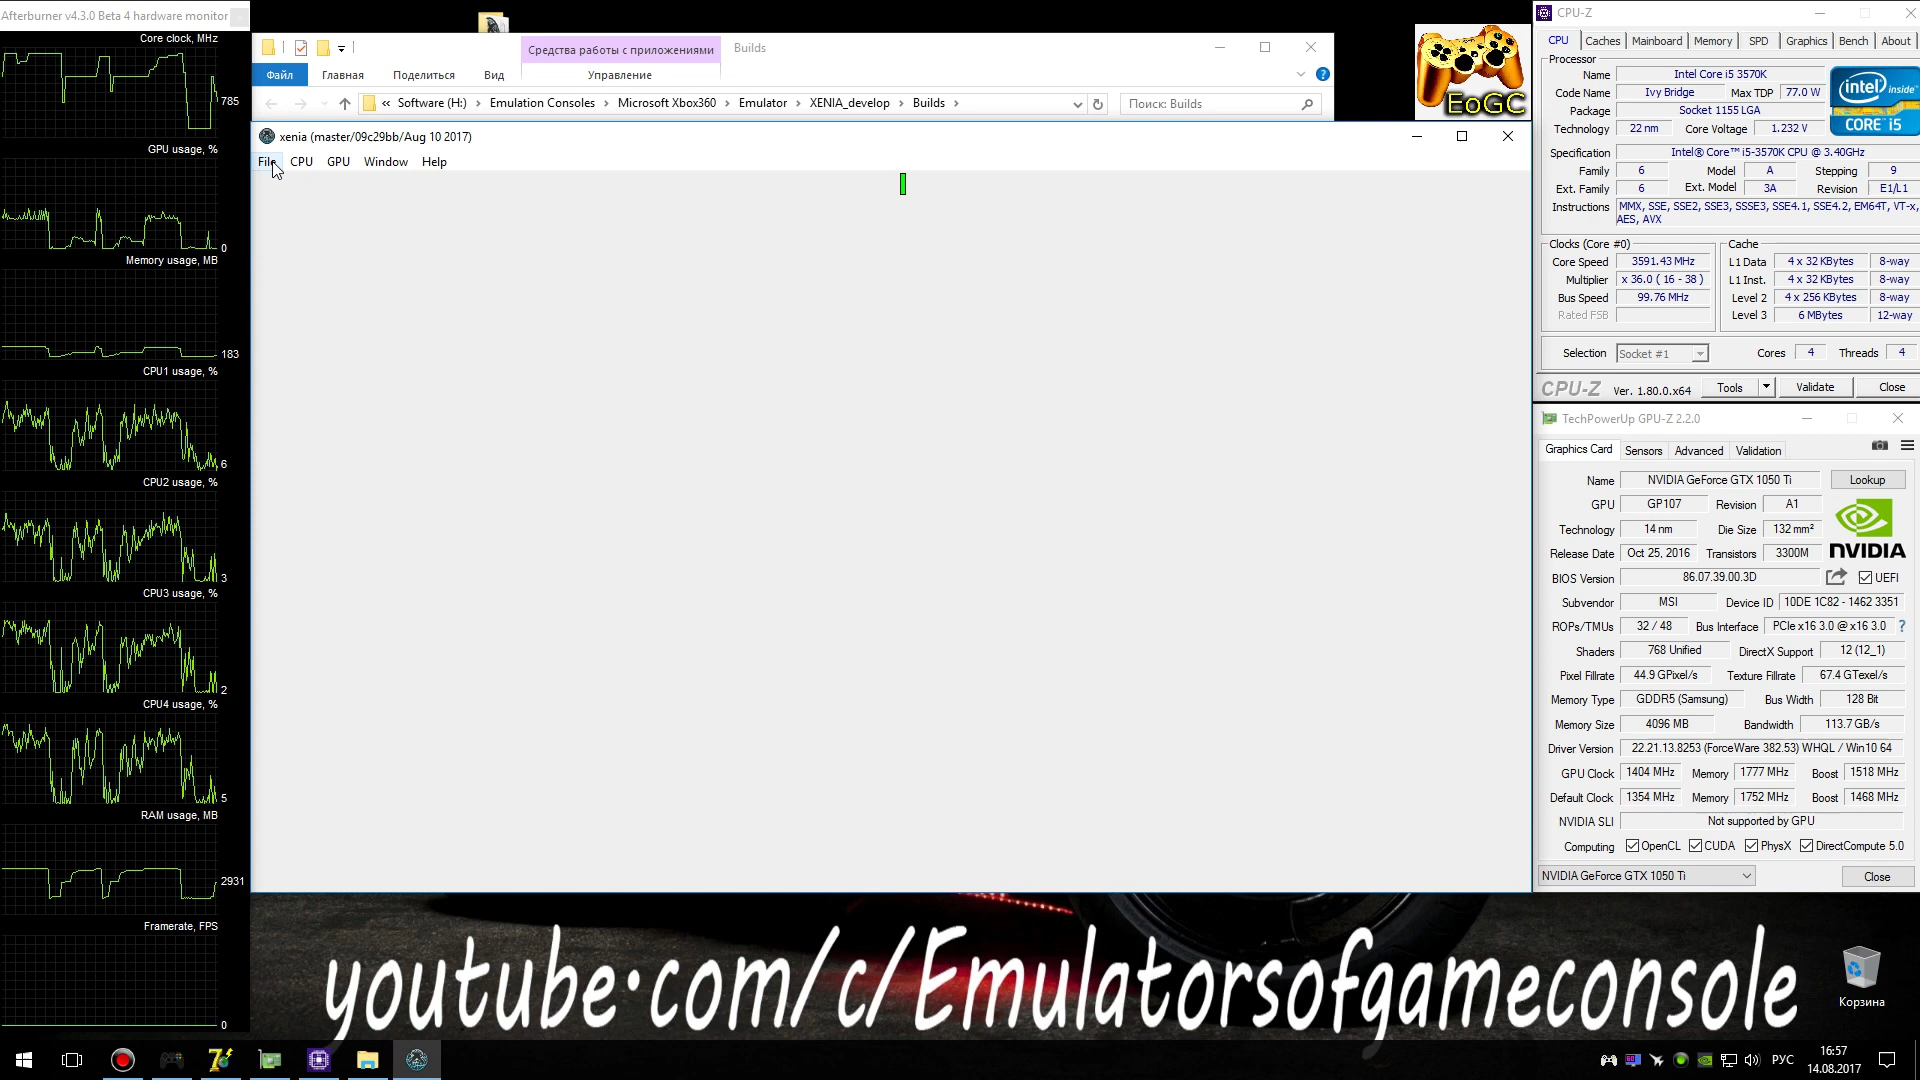 Afterburner v4.3.0 Beta 4 hardware monitor
Core clock, MHz
785
GPU usage, %
0
Memory usage, MB
183
CPU1 usage, %
6
CPU2 usage, %
3
CPU3 usage, %
2
CPU4 usage, %
5
RAM usage, MB
2931
Framerate, FPS
0
Средства работы с приложениями
Builds
Файл
Главная
Поделиться
Вид
Управление
« Software (H:) › Emulation Consoles › Microsoft Xbox360 › Emulator › XENIA_develop › Builds ›
Поиск: Builds
EoGC
xenia (master/09c29bb/Aug 10 2017)
File CPU GPU Window Help
CPU-Z
CPU Caches Mainboard Memory SPD Graphics Bench About
Processor
Name Intel Core i5 3570K
Code Name Ivy Bridge Max TDP 77.0 W
Package Socket 1155 LGA
Technology 22 nm Core Voltage 1.232 V
intel inside™
CORE i5
Specification Intel® Core™ i5-3570K CPU @ 3.40GHz
Family 6 Model A Stepping 9
Ext. Family 6 Ext. Model 3A Revision E1/L1
Instructions MMX, SSE, SSE2, SSE3, SSSE3, SSE4.1, SSE4.2, EM64T, VT-x,
AES, AVX
Clocks (Core #0)
Core Speed 3591.43 MHz
Multiplier x 36.0 ( 16 - 38 )
Bus Speed 99.76 MHz
Rated FSB
Cache
L1 Data 4 x 32 KBytes 8-way
L1 Inst. 4 x 32 KBytes 8-way
Level 2 4 x 256 KBytes 8-way
Level 3 6 MBytes 12-way
Selection Socket #1 Cores 4 Threads 4
CPU-Z Ver. 1.80.0.x64 Tools Validate Close
TechPowerUp GPU-Z 2.2.0
Graphics Card Sensors Advanced Validation
Name NVIDIA GeForce GTX 1050 Ti Lookup
GPU GP107 Revision A1
Technology 14 nm Die Size 132 mm²
Release Date Oct 25, 2016 Transistors 3300M
NVIDIA
BIOS Version 86.07.39.00.3D UEFI
Subvendor MSI Device ID 10DE 1C82 - 1462 3351
ROPs/TMUs 32 / 48 Bus Interface PCIe x16 3.0 @ x16 3.0 ?
Shaders 768 Unified DirectX Support 12 (12_1)
Pixel Fillrate 44.9 GPixel/s Texture Fillrate 67.4 GTexel/s
Memory Type GDDR5 (Samsung) Bus Width 128 Bit
Memory Size 4096 MB Bandwidth 113.7 GB/s
Driver Version 22.21.13.8253 (ForceWare 382.53) WHQL / Win10 64
GPU Clock 1404 MHz Memory 1777 MHz Boost 1518 MHz
Default Clock 1354 MHz Memory 1752 MHz Boost 1468 MHz
NVIDIA SLI Not supported by GPU
Computing OpenCL CUDA PhysX DirectCompute 5.0
NVIDIA GeForce GTX 1050 Ti Close
youtube.com/c/Emulatorsofgameconsole
Корзина
РУС
16:57
14.08.2017